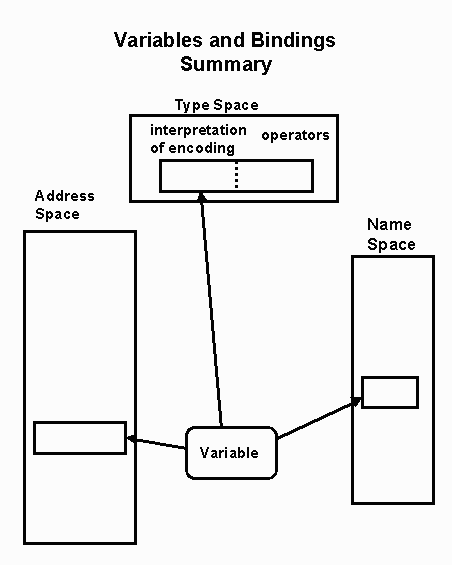 Variables and Bindings
Summary
Type Space
interpretation
of encoding
operators
Address
Space
Name
Space
Variable